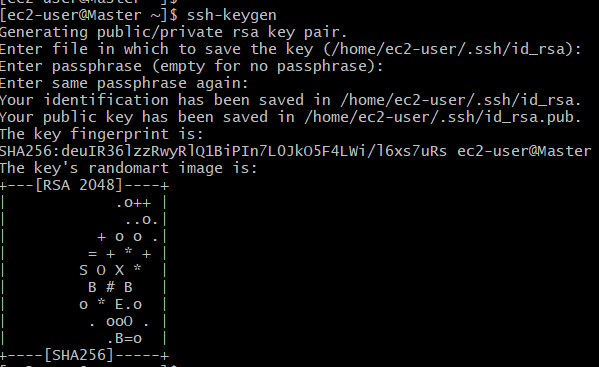 [ec2-user@Master ~]$
[ec2-user@Master ~]$ ssh-keygen
Generating public/private rsa key pair.
Enter file in which to save the key (/home/ec2-user/.ssh/id_rsa):
Enter passphrase (empty for no passphrase):
Enter same passphrase again:
Your identification has been saved in /home/ec2-user/.ssh/id_rsa.
Your public key has been saved in /home/ec2-user/.ssh/id_rsa.pub.
The key fingerprint is:
SHA256:deuIR36lzzRwyRlQ1BiPIn7L0JkO5F4LWi/l6xs7uRs ec2-user@Master
The key's randomart image is:
+---[RSA 2048]----+
|            .o++ |
|             ..o.|
|          + o o .|
|         = + * + |
|        S O X *  |
|         B # B   |
|        o * E.o  |
|         . ooO . |
|           .B=o  |
+----[SHA256]-----+